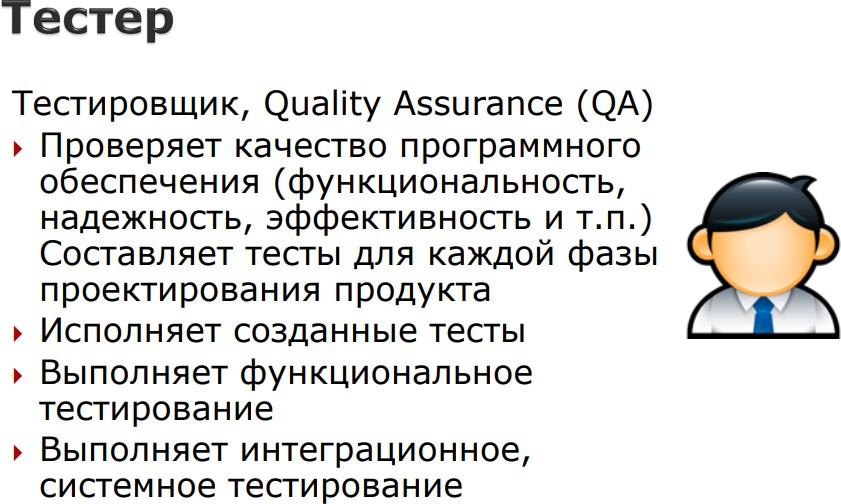 Тестер
Тестировщик, Quality Assurance (QA)
Проверяет качество программного
обеспечения (функциональность,
надежность, эффективность и т.п.)
Составляет тесты для каждой фазы
проектирования продукта
Исполняет созданные тесты
Выполняет функциональное
тестирование
Выполняет интеграционное,
системное тестирование